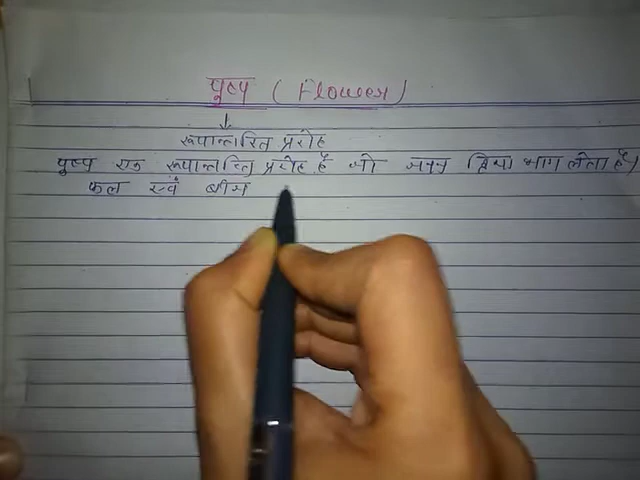 पुष्प ( Flower )
↓
रूपान्तरित प्ररोह
पुष्प एक रूपान्तरित प्ररोह है जो जनन क्रिया भाग लेता है।
फल एवं बीज